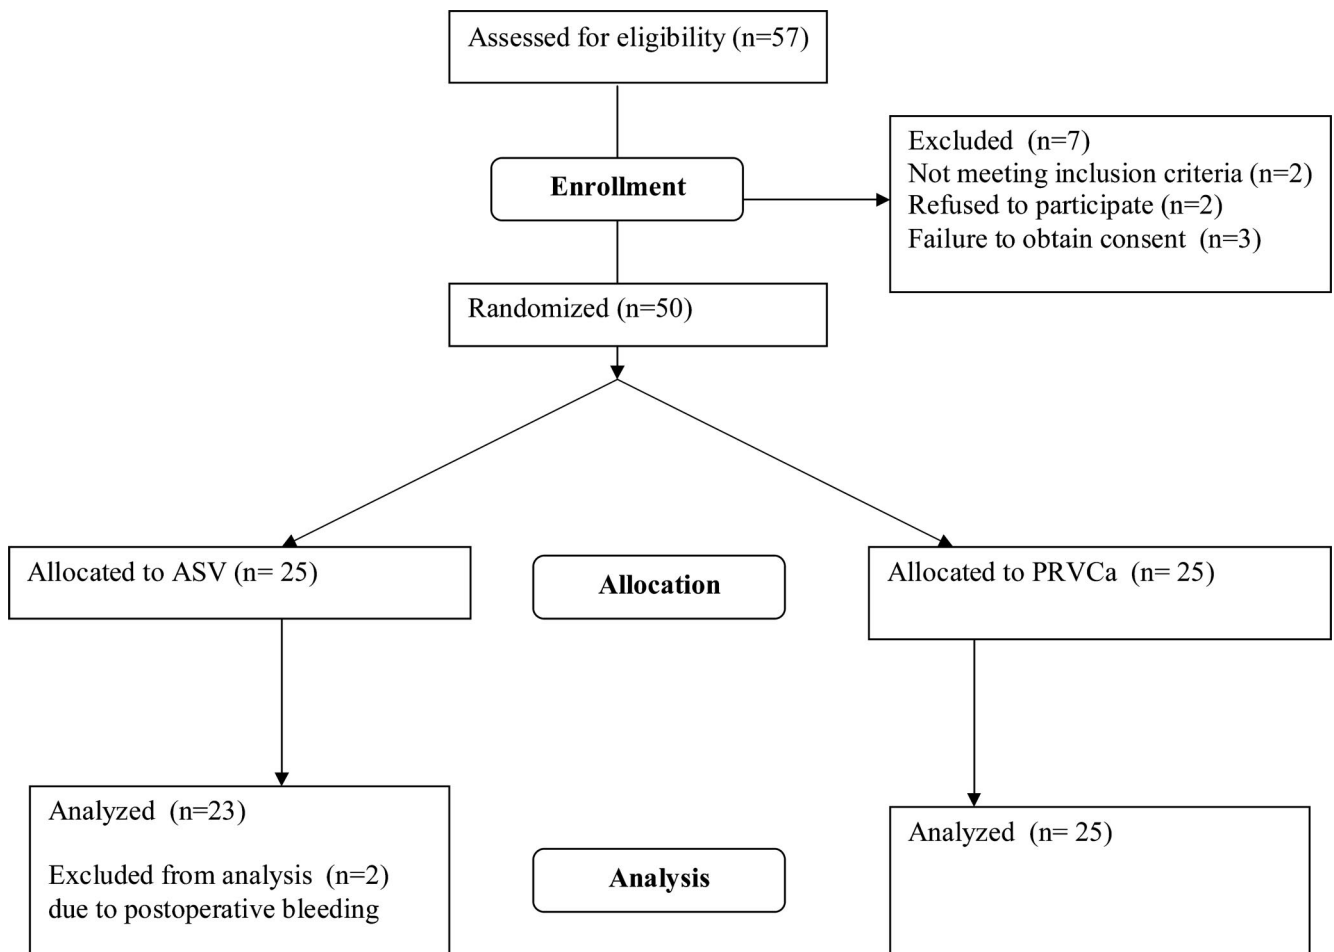 Assessed for eligibility (n=57)
Enrollment
Excluded (n=7)
Not meeting inclusion criteria (n=2)
Refused to participate (n=2)
Failure to obtain consent (n=3)
Randomized (n=50)
Allocated to ASV (n= 25)
Allocation
Allocated to PRVCa (n= 25)
Analyzed (n=23)
Excluded from analysis (n=2)
due to postoperative bleeding
Analysis
Analyzed (n= 25)